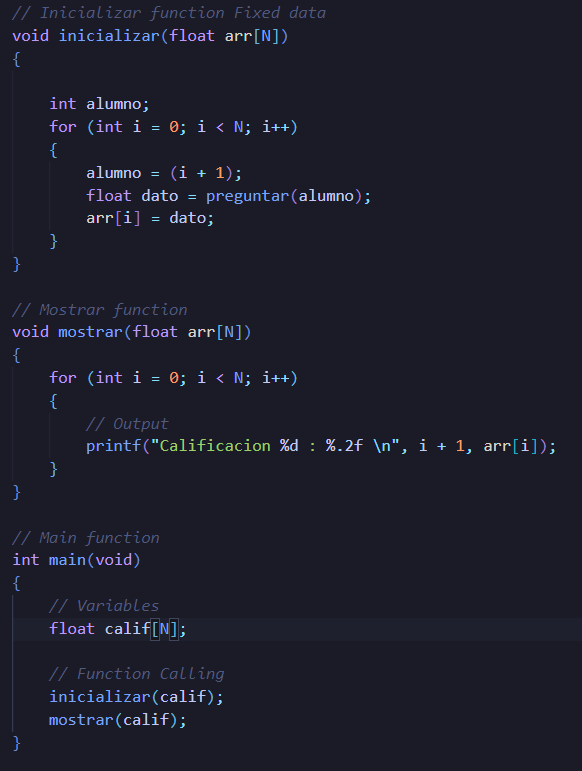 // Inicializar function Fixed data
void inicializar(float arr[N])
{
int alumno;
for (int i = 0; i < N; i++)
{
alumno = (i + 1);
float dato = preguntar(alumno);
arr[i] = dato;
}
}
// Mostrar function
void mostrar(float arr[N])
{
for (int i = 0; i < N; i++)
{
// Output
printf("Calificacion %d : %.2f \n", i + 1, arr[i]);
}
}
// Main function
int main(void)
{
// Variables
float calif[N];
// Function Calling
inicializar(calif);
mostrar(calif);
}